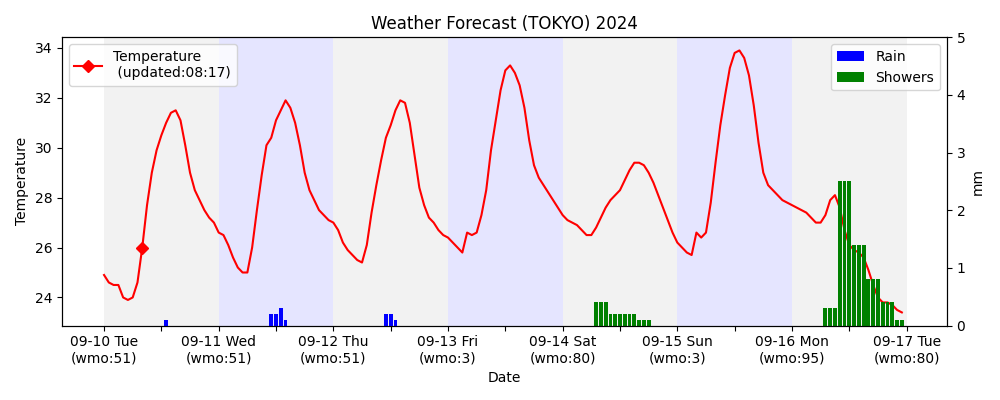 Weather Forecast (TOKYO) 2024
Temperature
(updated:08:17)
Rain
Showers
34
32
30
28
26
24
Temperature
5
4
3
2
1
0
mm
09-10 Tue
(wmo:51)
09-11 Wed
(wmo:51)
09-12 Thu
(wmo:51)
09-13 Fri
(wmo:3)
09-14 Sat
(wmo:80)
09-15 Sun
(wmo:3)
09-16 Mon
(wmo:95)
09-17 Tue
(wmo:80)
Date